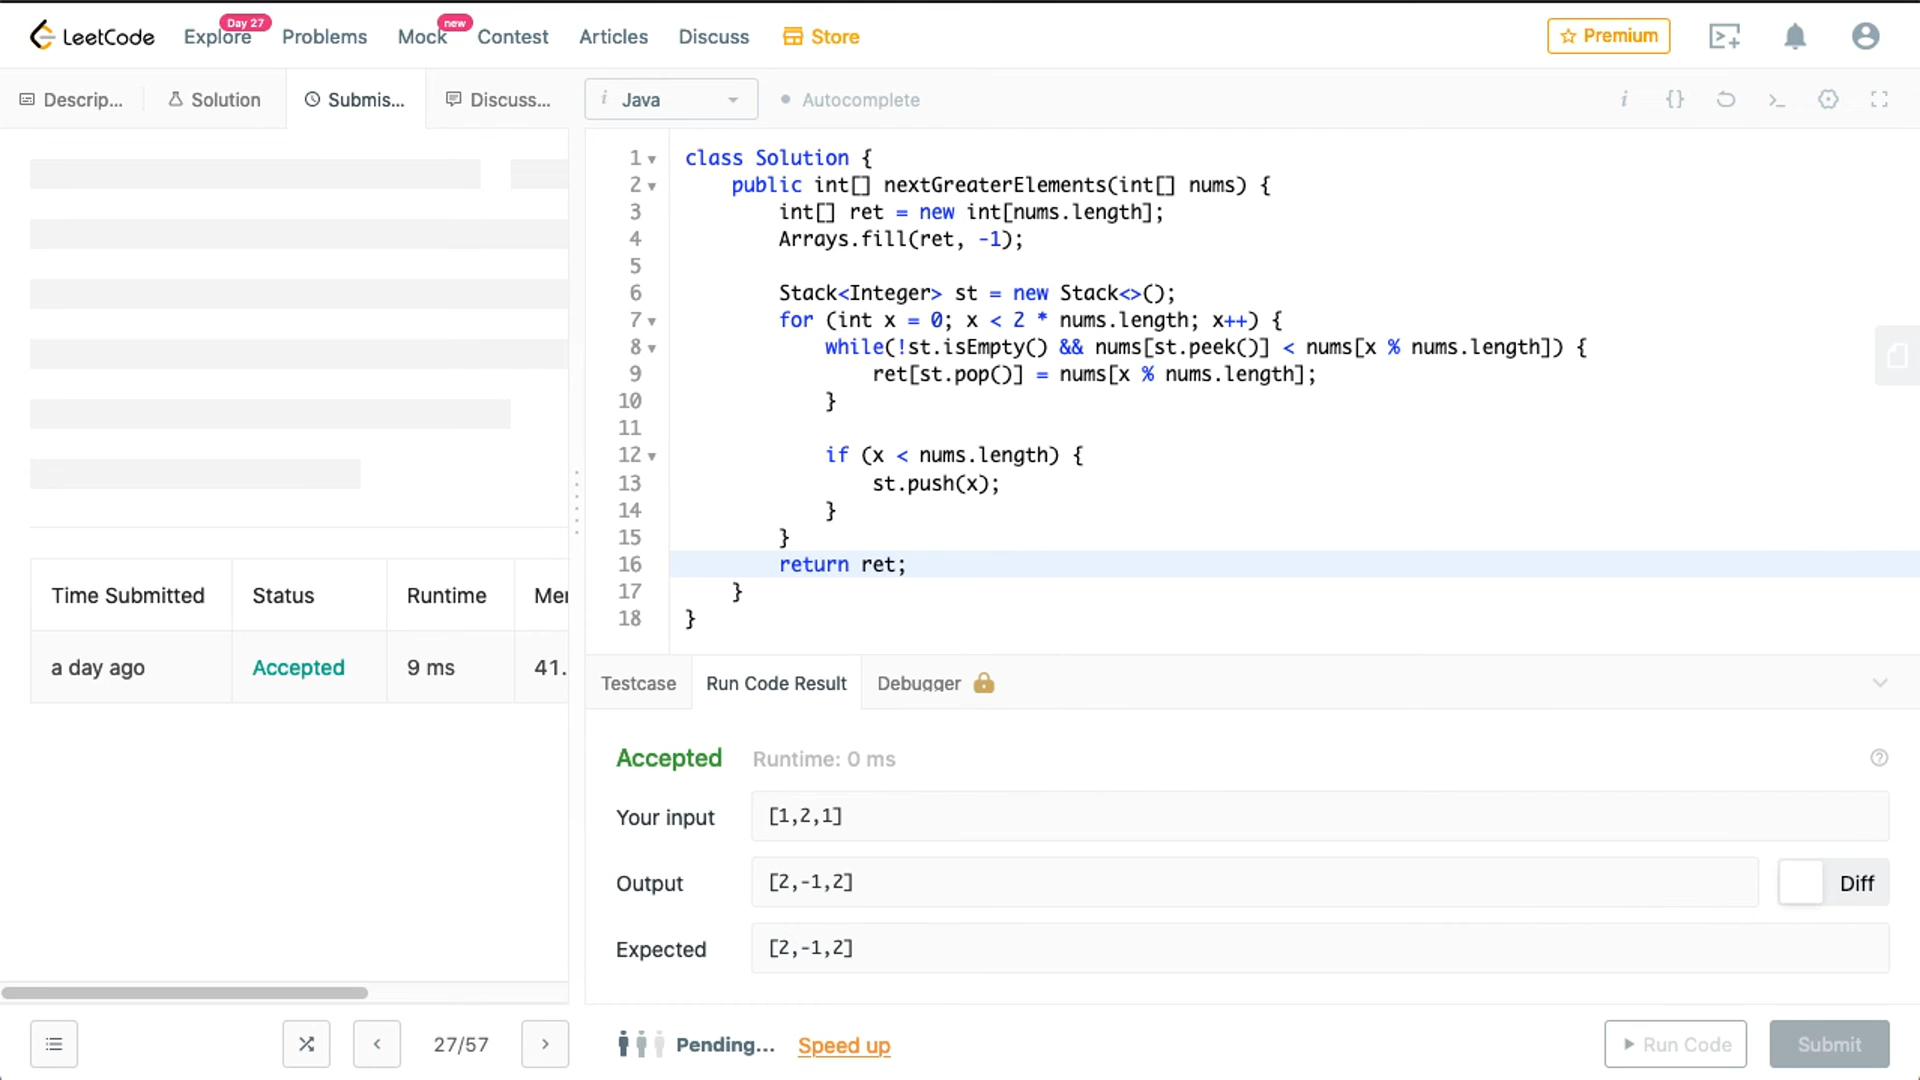 LeetCode Explore Day 27 Problems Mock new Contest Articles Discuss Store Premium
Descrip... Solution Submis... Discuss... i Java Autocomplete
1 class Solution {
2 public int[] nextGreaterElements(int[] nums) {
3 int[] ret = new int[nums.length];
4 Arrays.fill(ret, -1);
5
6 Stack<Integer> st = new Stack<>();
7 for (int x = 0; x < 2 * nums.length; x++) {
8 while(!st.isEmpty() && nums[st.peek()] < nums[x % nums.length]) {
9 ret[st.pop()] = nums[x % nums.length];
10 }
11
12 if (x < nums.length) {
13 st.push(x);
14 }
15 }
16 return ret;
17 }
18 }
Time Submitted Status Runtime Mer
a day ago Accepted 9 ms 41.
Testcase Run Code Result Debugger
Accepted Runtime: 0 ms
Your input [1,2,1]
Output [2,-1,2] Diff
Expected [2,-1,2]
27/57 Pending... Speed up Run Code Submit